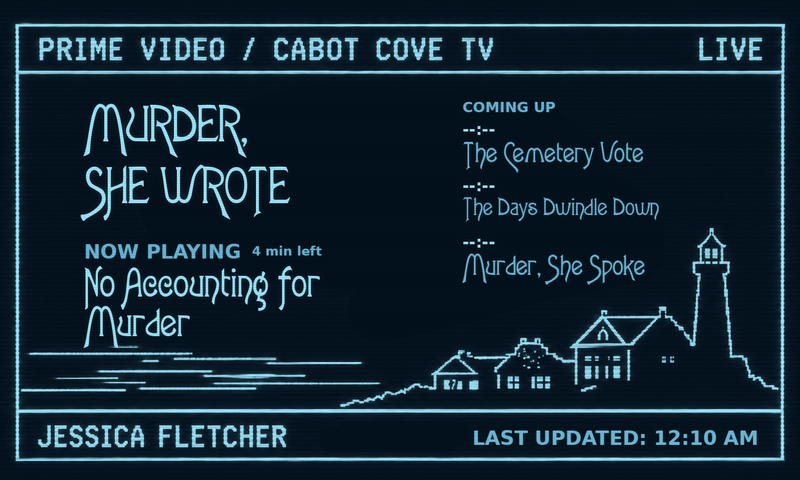 PRIME VIDEO / CABOT COVE TV
LIVE
MURDER,
SHE WROTE
NOW PLAYING 4 min left
No Accounting for
Murder
COMING UP
--:--
The Cemetery Vote
--:--
The Days Dwindle Down
--:--
Murder, She Spoke
JESSICA FLETCHER
LAST UPDATED: 12:10 AM